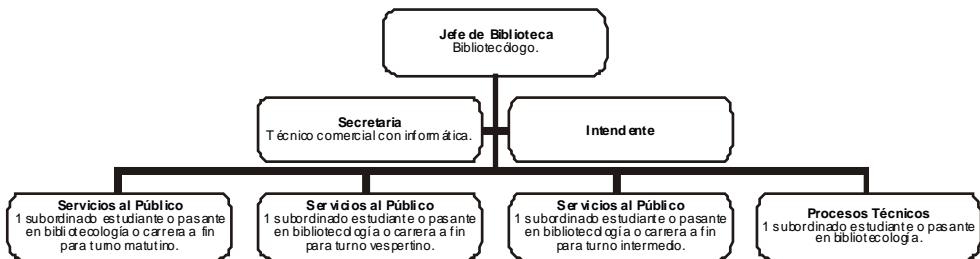 Jefe de Biblioteca
Bibliotecólogo.
Secretaria
Técnico comercial con informática.
Intendente
Servicios al Público
1 subordinado estudiante o pasante
en bibliotecología o carrera a fin
para turno matutino.
Servicios al Público
1 subordinado estudiante o pasante
en bibliotecología o carrera a fin
para turno vespertino.
Servicios al Público
1 subordinado estudiante o pasante
en bibliotecología o carrera a fin
para turno intermedio.
Procesos Técnicos
1 subordinado estudiante o pasante
en bibliotecología.